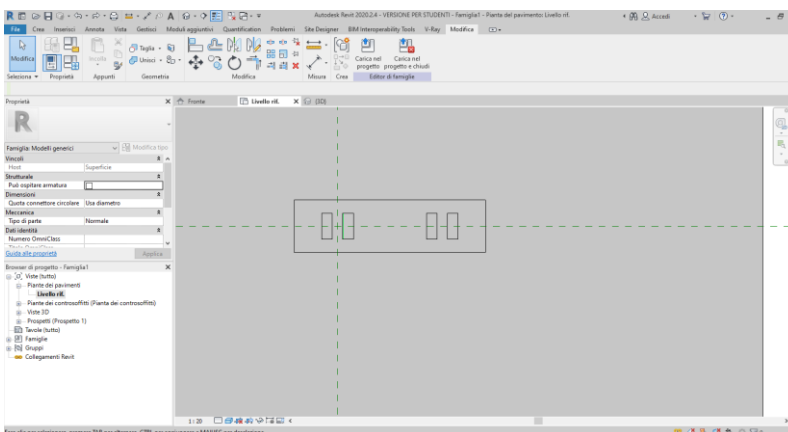 Autodesk Revit 2020.2.4 - VERSIONE PER STUDENTI - Famiglia1 - Pianta del pavimento: Livello rif.
Accedi
File Crea Inserisci Annota Vista Gestisci Moduli aggiuntivi Quantification Problemi Site Designer BIM Interoperability Tools V-Ray Modifica
Modifica
Incolla
Taglia
Unisci
Carica nel progetto
Carica nel progetto e chiudi
Seleziona Proprietà Appunti Geometria Modifica Misura Crea Editor di famiglie
Proprietà
Fronte
Livello rif.
{3D}
Famiglia: Modelli generici
Modifica tipo
Vincoli
Host Superficie
Strutturale
Può ospitare armatura
Dimensioni
Quota connettore circolare Usa diametro
Meccanica
Tipo di parte Normale
Dati identità
Numero OmniClass
Titolo OmniClass
Guida alle proprietà
Applica
Browser di progetto - Famiglia1
Viste (tutto)
Piante dei pavimenti
Livello rif.
Piante dei controsoffitti (Pianta dei controsoffitti)
Viste 3D
Prospetti (Prospetto 1)
Tavole (tutto)
Famiglie
Gruppi
Collegamenti Revit
1:20